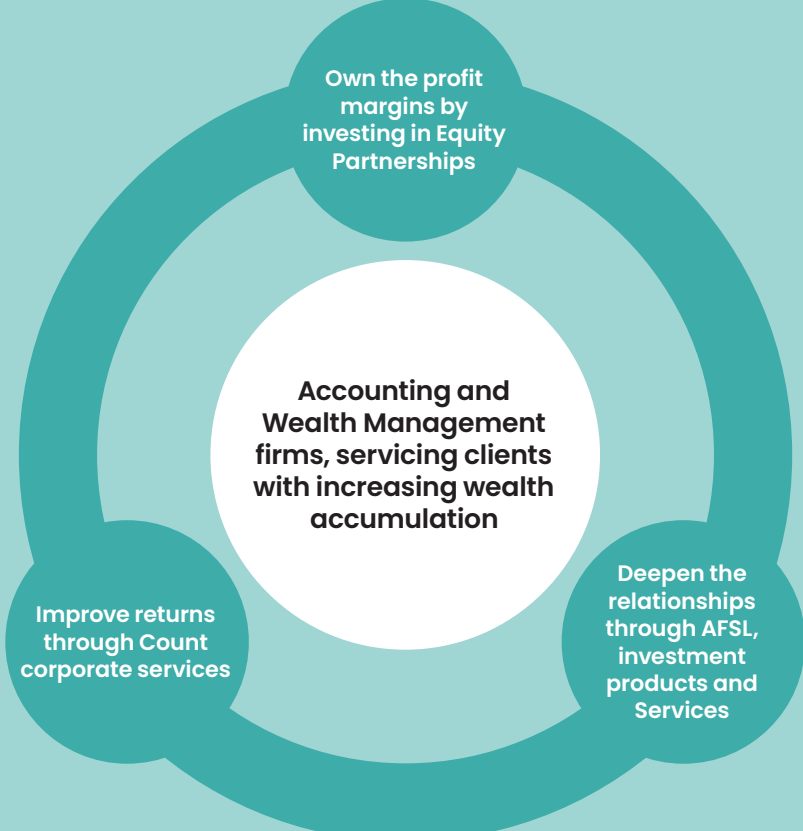 Own the profit
margins by
investing in Equity
Partnerships
Accounting and
Wealth Management
firms, servicing clients
with increasing wealth
accumulation
Improve returns
through Count
corporate services
Deepen the
relationships
through AFSL,
investment
products and
Services